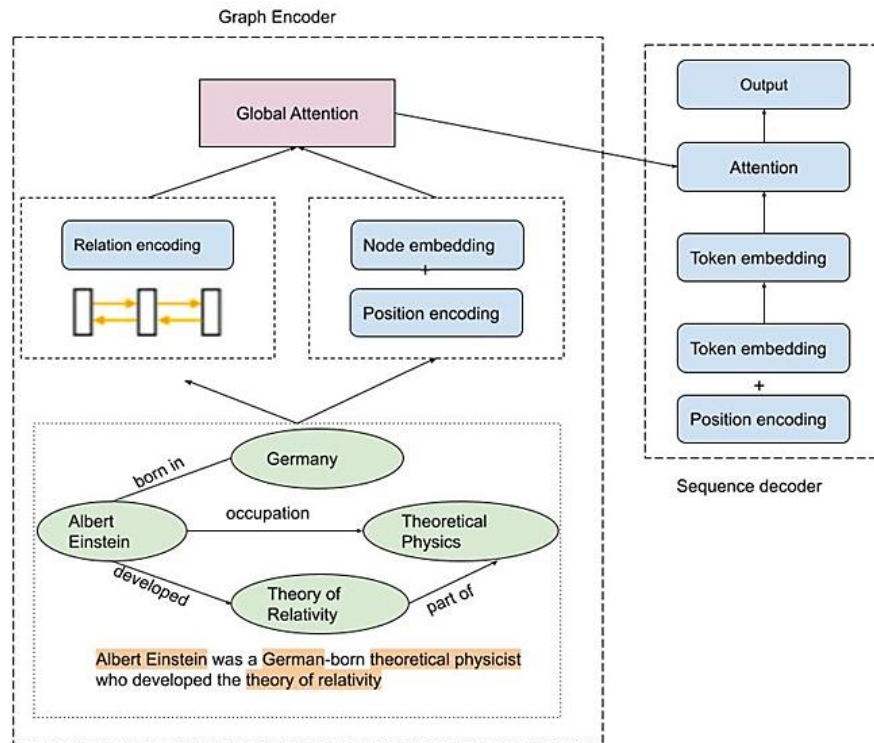 Graph Encoder
Global Attention
Relation encoding
Node embedding
+
Position encoding
born in
Germany
Albert
Einstein
occupation
Theoretical
Physics
developed
Theory of
Relativity
part of
Albert Einstein was a German-born theoretical physicist
who developed the theory of relativity
Output
Attention
Token embedding
Token embedding
+
Position encoding
Sequence decoder